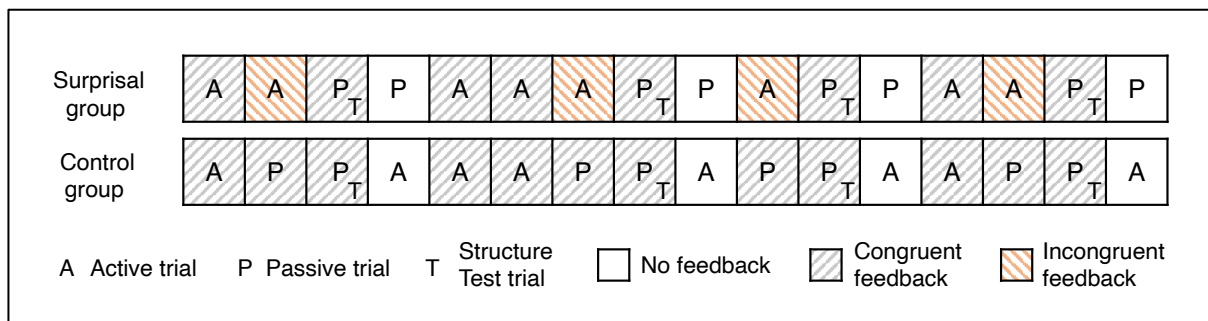 Surprisal
group
A A P T P A A A P T P A P T P A A P T P
Control
group
A P P T A A A P P T A P P T A A P P T A
A Active trial P Passive trial T Structure
Test trial
No feedback Congruent
feedback
Incongruent
feedback